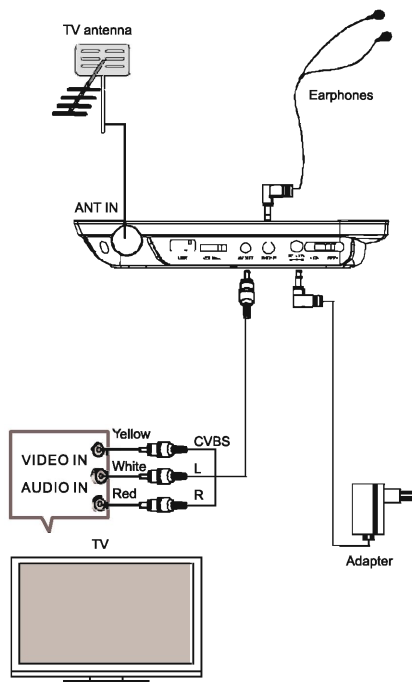 TV antenna
Earphones
ANT IN
Yellow
CVBS
VIDEO IN
White
L
AUDIO IN
Red
R
TV
Adapter